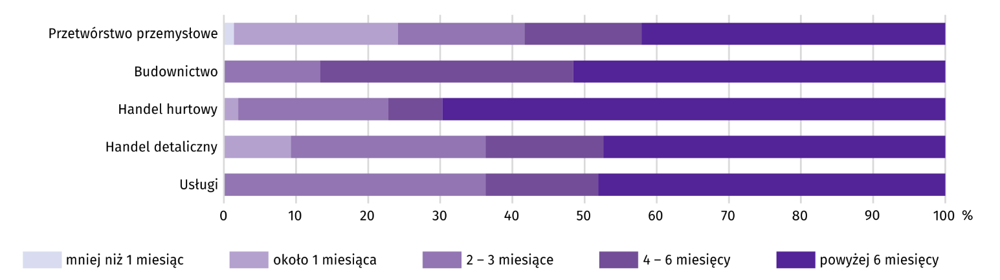 Przetwórstwo przemysłowe
Budownictwo
Handel hurtowy
Handel detaliczny
Usługi
0 10 20 30 40 50 60 70 80 90 100 %
mniej niż 1 miesiąc około 1 miesiąca 2 – 3 miesiące 4 – 6 miesięcy powyżej 6 miesięcy